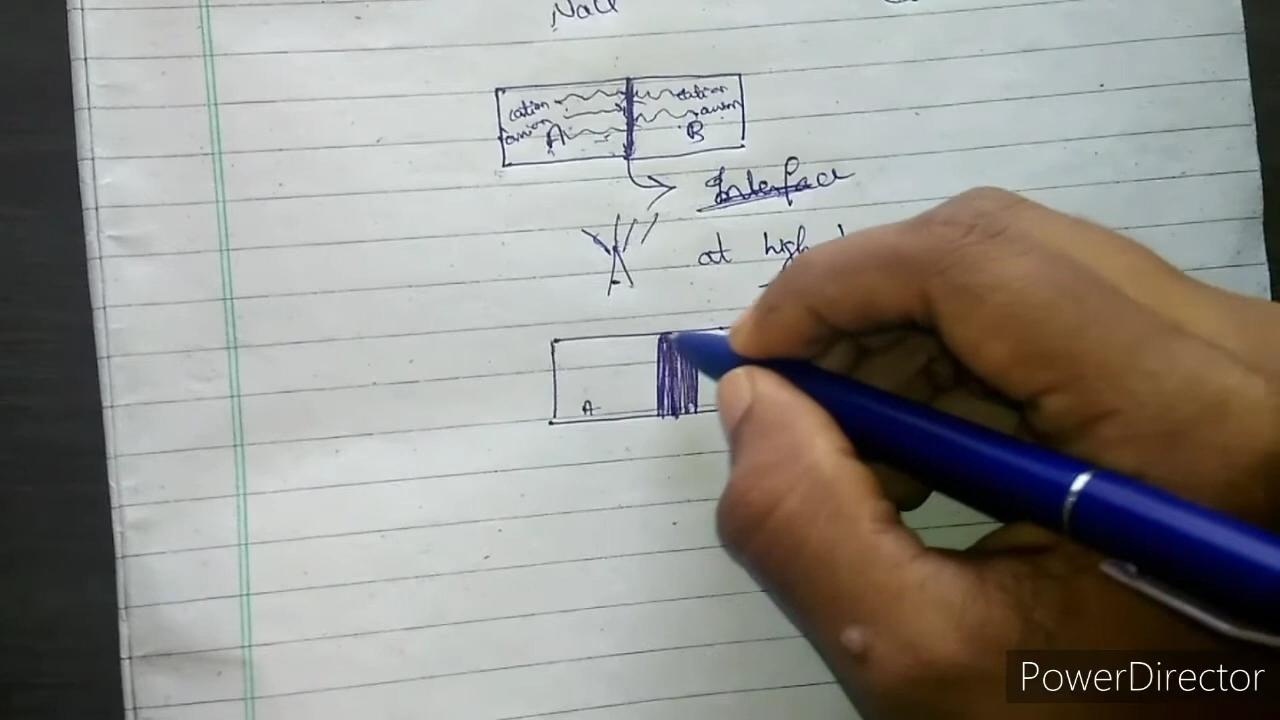 NaCl
cation cation
anion anion
A B
Interface
at high
A
PowerDirector